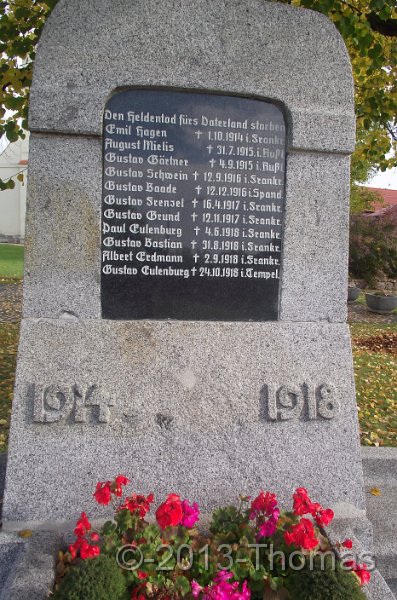 Den Heldentod fürs Vaterland starben
Emil Hagen † 1.10.1914 i. Frankr.
August Mielis † 31.7.1915 i. Rußl.
Gustav Gärtner † 4.9.1915 i. Rußl.
Gustav Schwein † 12.9.1916 i. Frankr.
Gustav Baade † 12.12.1916 i. Spand.
Gustav Frenzel † 16.4.1917 i. Frankr.
Gustav Grund † 12.11.1917 i. Frankr.
Paul Eulenburg † 4.6.1918 i. Frankr.
Gustav Bastian † 31.8.1918 i. Frankr.
Albert Erdmann † 2.9.1918 i. Frankr.
Gustav Eulenburg † 24.10.1918 i. Tempel.
1914 1918
©-2013-Thomas-